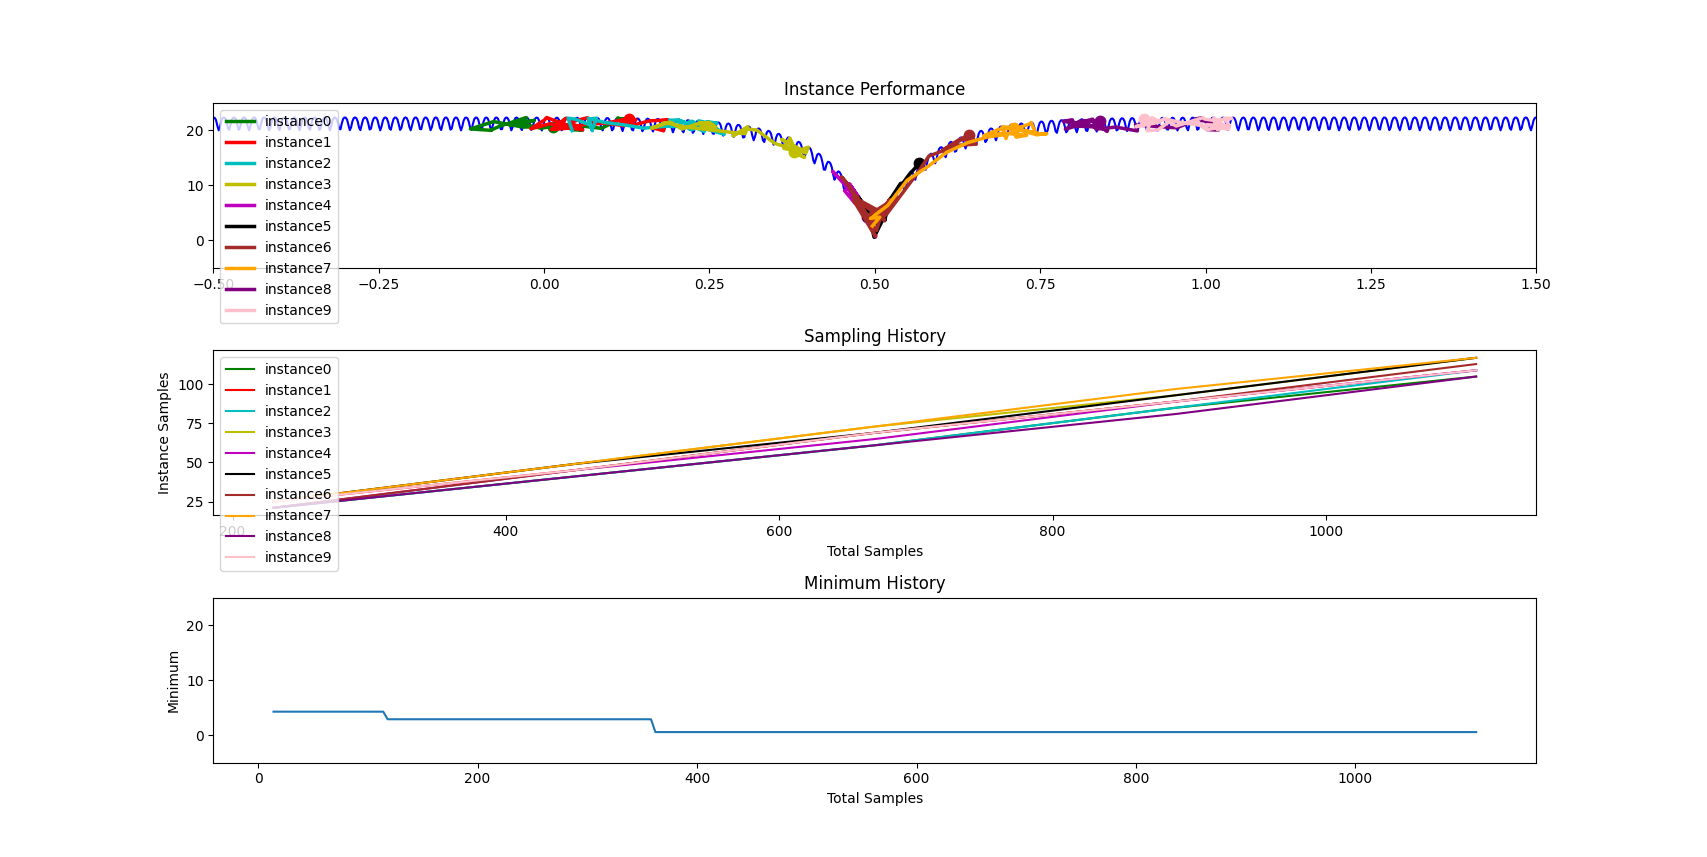 Instance Performance
20
10
0
instance0
instance1
instance2
instance3
instance4
instance5
instance6
instance7
instance8
instance9
−0.50 −0.25 0.00 0.25 0.50 0.75 1.00 1.25 1.50
Sampling History
Instance Samples
100
75
50
25
instance0
instance1
instance2
instance3
instance4
instance5
instance6
instance7
instance8
instance9
200 400 600 800 1000
Total Samples
Minimum History
Minimum
20
10
0
0 200 400 600 800 1000
Total Samples